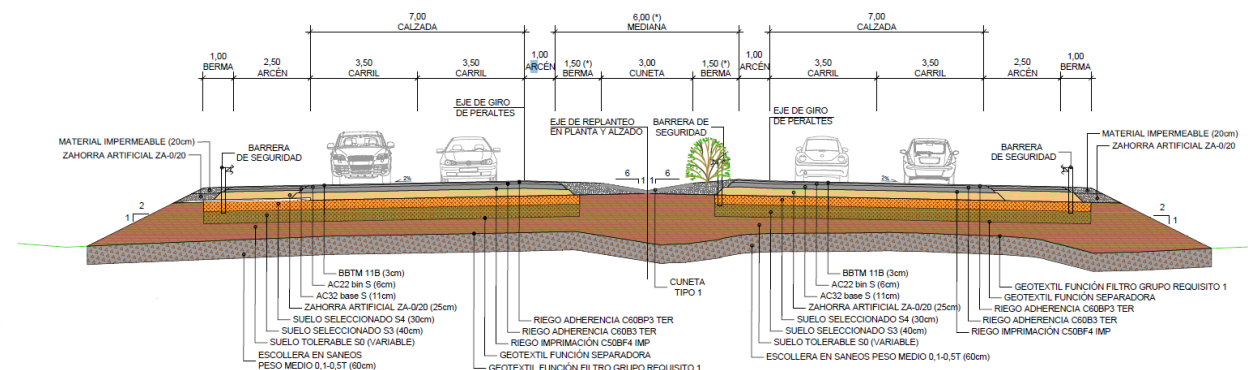 7,00
CALZADA
6,00 (*)
MEDIANA
7,00
CALZADA
1,00
BERMA
2,50
ARCÉN
3,50
CARRIL
3,50
CARRIL
1,00
ARCÉN
1,50 (*)
BERMA
3,00
CUNETA
1,50 (*)
BERMA
1,00
ARCÉN
3,50
CARRIL
3,50
CARRIL
2,50
ARCÉN
1,00
BERMA
EJE DE GIRO
DE PERALTES
EJE DE REPLANTEO
EN PLANTA Y ALZADO
BARRERA DE
SEGURIDAD
EJE DE GIRO
DE PERALTES
MATERIAL IMPERMEABLE (20cm)
ZAHORRA ARTIFICIAL ZA-0/20
BARRERA
DE SEGURIDAD
BARRERA
DE SEGURIDAD
MATERIAL IMPERMEABLE (20cm)
ZAHORRA ARTIFICIAL ZA-0/20
2%
6
1
1
6
2%
2
1
2
1
BBTM 11B (3cm)
AC22 bin S (6cm)
AC32 base S (11cm)
ZAHORRA ARTIFICIAL ZA-0/20 (25cm)
SUELO SELECCIONADO S4 (30cm)
SUELO SELECCIONADO S3 (40cm)
SUELO TOLERABLE S0 (VARIABLE)
ESCOLLERA EN SANEOS
PESO MEDIO 0,1-0,5T (60cm)
RIEGO ADHERENCIA C60BP3 TER
RIEGO ADHERENCIA C60B3 TER
RIEGO IMPRIMACIÓN C50BF4 IMP
GEOTEXTIL FUNCIÓN SEPARADORA
GEOTEXTIL FUNCIÓN FILTRO GRUPO REQUISITO 1
CUNETA
TIPO 1
BBTM 11B (3cm)
AC22 bin S (6cm)
AC32 base S (11cm)
ZAHORRA ARTIFICIAL ZA-0/20 (25cm)
SUELO SELECCIONADO S4 (30cm)
SUELO SELECCIONADO S3 (40cm)
SUELO TOLERABLE S0 (VARIABLE)
ESCOLLERA EN SANEOS PESO MEDIO 0,1-0,5T (60cm)
GEOTEXTIL FUNCIÓN FILTRO GRUPO REQUISITO 1
GEOTEXTIL FUNCIÓN SEPARADORA
RIEGO ADHERENCIA C60BP3 TER
RIEGO ADHERENCIA C60B3 TER
RIEGO IMPRIMACIÓN C50BF4 IMP